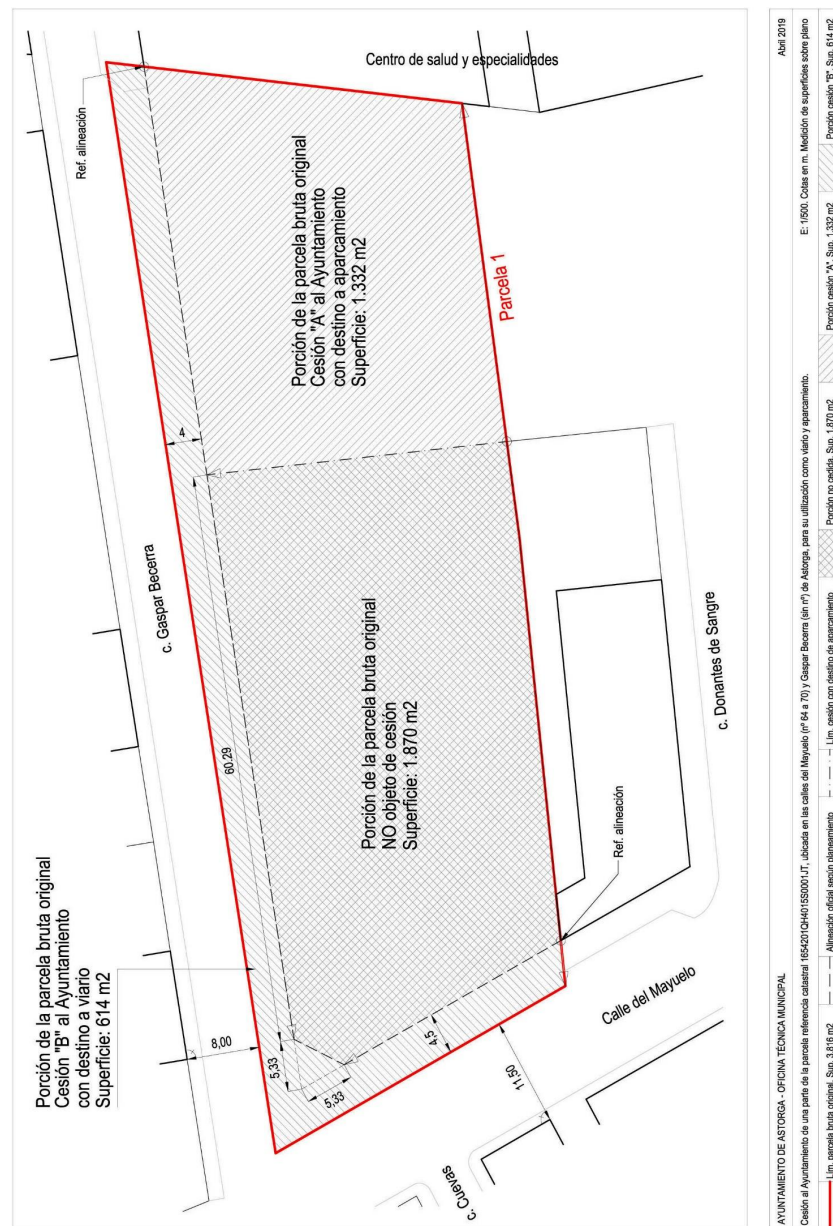 Porción de la parcela bruta original
Cesión "B" al Ayuntamiento
con destino a viario
Superficie: 614 m2
c. Gaspar Becerra
Ref. alineación
Centro de salud y especialidades
Porción de la parcela bruta original
Cesión "A" al Ayuntamiento
con destino a aparcamiento
Superficie: 1.332 m2
Parcela 1
4
60.29
8,00
5,33
5,33
4,5
11,50
Porción de la parcela bruta original
NO objeto de cesión
Superficie: 1.870 m2
Ref. alineación
c. Donantes de Sangre
Calle del Mayuelo
c. Cuevas
AYUNTAMIENTO DE ASTORGA - OFICINA TÉCNICA MUNICIPAL
Abril 2019
Cesión al Ayuntamiento de una parte de la parcela referencia catastral 1654201QH4015S0001JT, ubicada en las calles del Mayuelo (nº 64 a 70) y Gaspar Becerra (sin nº) de Astorga, para su utilización como viario y aparcamiento.
E: 1/500. Cotas en m. Medición de superficies sobre plano
Lím. parcela bruta original. Sup. 3.816 m2
Alineación oficial según planeamiento
Lím. cesión con destino de aparcamiento
Porción no cedida. Sup. 1.870 m2
Porción cesión "A". Sup. 1.332 m2
Porción cesión "B". Sup. 614 m2